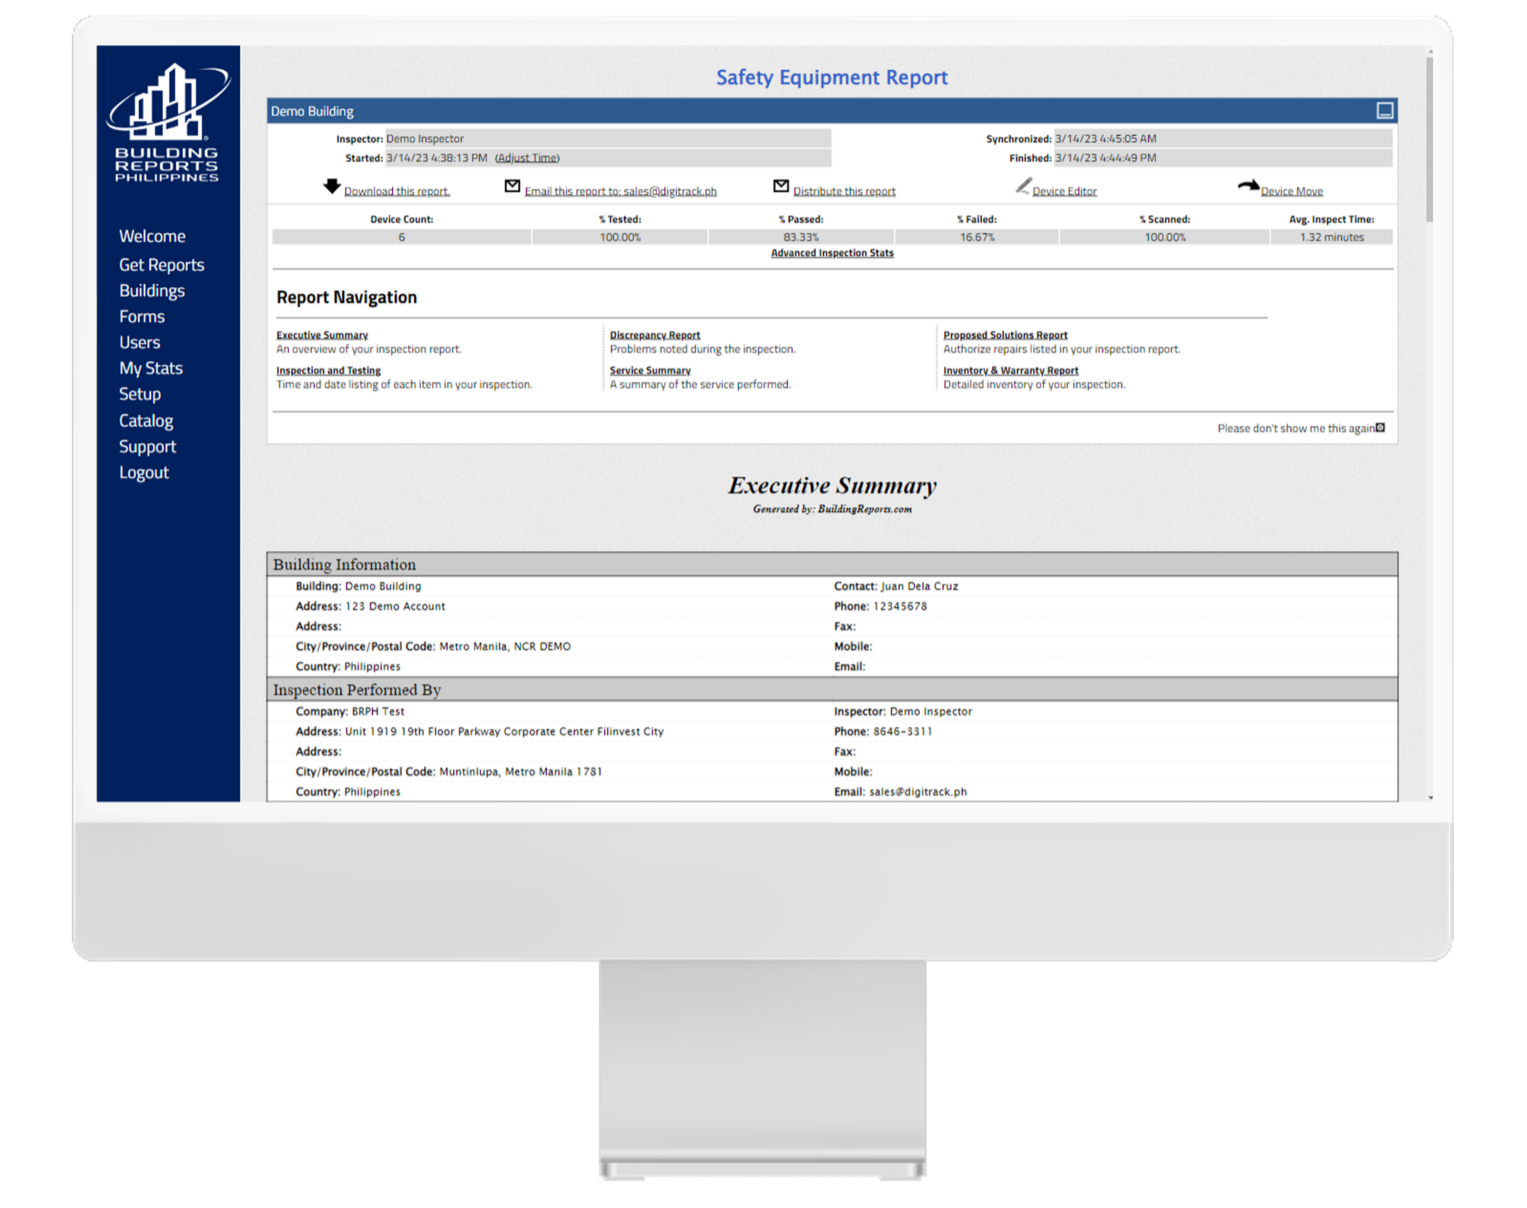 BUILDING
REPORTS
PHILIPPINES
Welcome
Get Reports
Buildings
Forms
Users
My Stats
Setup
Catalog
Support
Logout
Safety Equipment Report
Demo Building
Inspector: Demo Inspector
Synchronized: 3/14/23 4:45:05 AM
Started: 3/14/23 4:38:13 PM (Adjust Time)
Finished: 3/14/23 4:44:49 PM
Download this report.
Email this report to: sales@digitrack.ph
Distribute this report
Device Editor
Device Move
Device Count: % Tested: % Passed: % Failed: % Scanned: Avg. Inspect Time:
6 100.00% 83.33% 16.67% 100.00% 1.32 minutes
Advanced Inspection Stats
Report Navigation
Executive Summary
An overview of your inspection report.
Discrepancy Report
Problems noted during the inspection.
Proposed Solutions Report
Authorize repairs listed in your inspection report.
Inspection and Testing
Time and date listing of each item in your inspection.
Service Summary
A summary of the service performed.
Inventory & Warranty Report
Detailed inventory of your inspection.
Please don't show me this again
Executive Summary
Generated by: BuildingReports.com
Building Information
Building: Demo Building
Contact: Juan Dela Cruz
Address: 123 Demo Account
Phone: 12345678
Address:
Fax:
City/Province/Postal Code: Metro Manila, NCR DEMO
Mobile:
Country: Philippines
Email:
Inspection Performed By
Company: BRPH Test
Inspector: Demo Inspector
Address: Unit 1919 19th Floor Parkway Corporate Center Filinvest City
Phone: 8646-3311
Address:
Fax:
City/Province/Postal Code: Muntinlupa, Metro Manila 1781
Mobile:
Country: Philippines
Email: sales@digitrack.ph